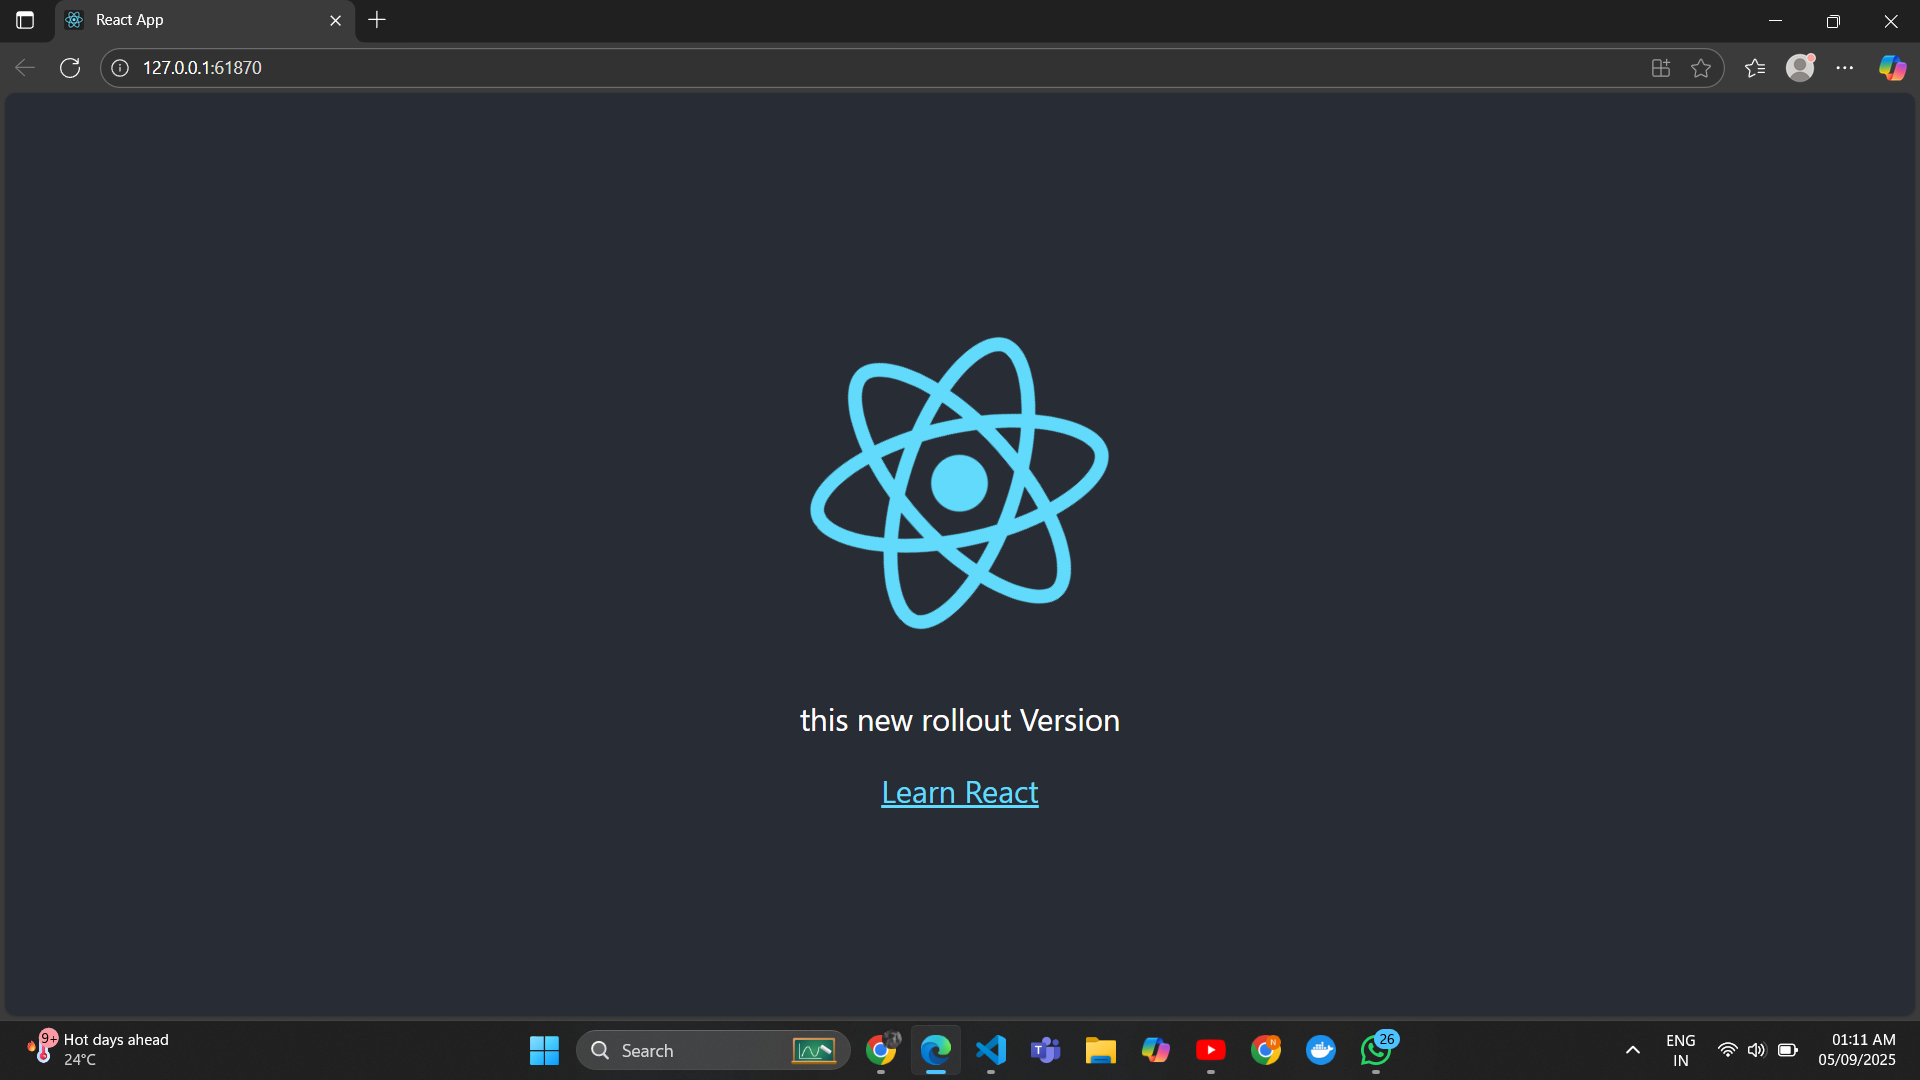 React App
127.0.0.1:61870
this new rollout Version
Learn React
9+
Hot days ahead
24°C
Search
N
T
26
ENG
IN
01:11 AM
05/09/2025